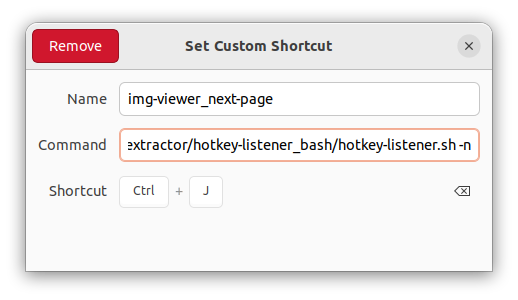 Remove Set Custom Shortcut
Name img-viewer_next-page
Command extractor/hotkey-listener_bash/hotkey-listener.sh -n
Shortcut Ctrl + J